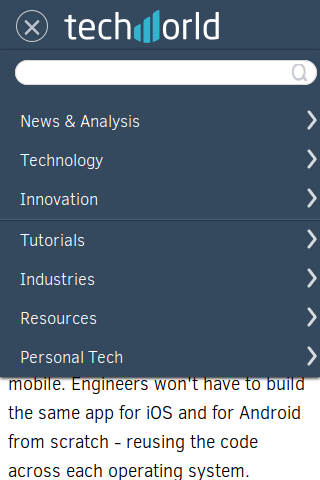 techworld
News & Analysis
Technology
Innovation
Tutorials
Industries
Resources
Personal Tech
mobile. Engineers won't have to build
the same app for iOS and for Android
from scratch - reusing the code
across each operating system.